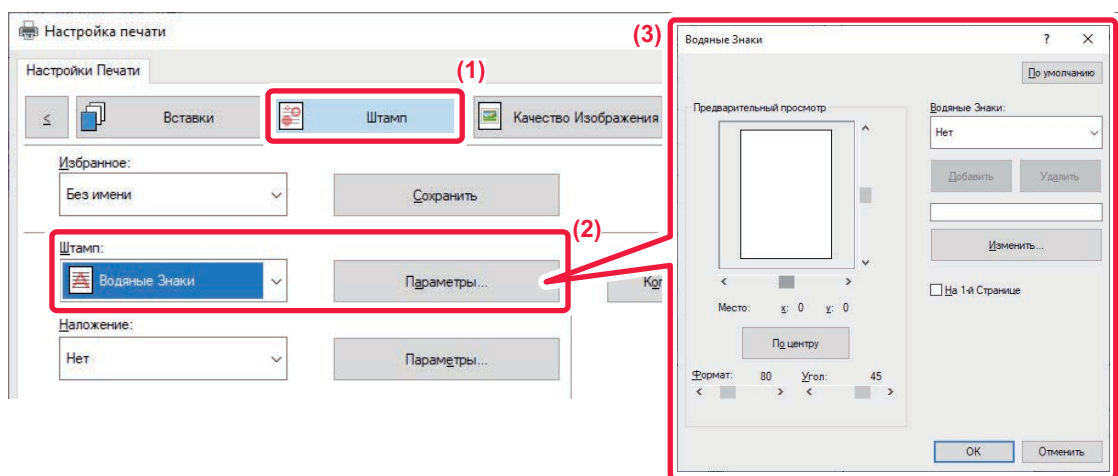 Настройка печати
Настройки Печати
(1)
<
Вставки
Штамп
Качество Изображения
Избранное:
Без имени
Сохранить
(2)
Штамп:
Водяные Знаки
Параметры...
Наложение:
Нет
Параметры...
(3)
Водяные Знаки
? X
По умолчанию
Предварительный просмотр
Водяные Знаки:
Нет
Добавить
Удалить
Изменить...
На 1-й Странице
Место: x: 0 y: 0
По центру
Формат: 80 Угол: 45
OK
Отменить